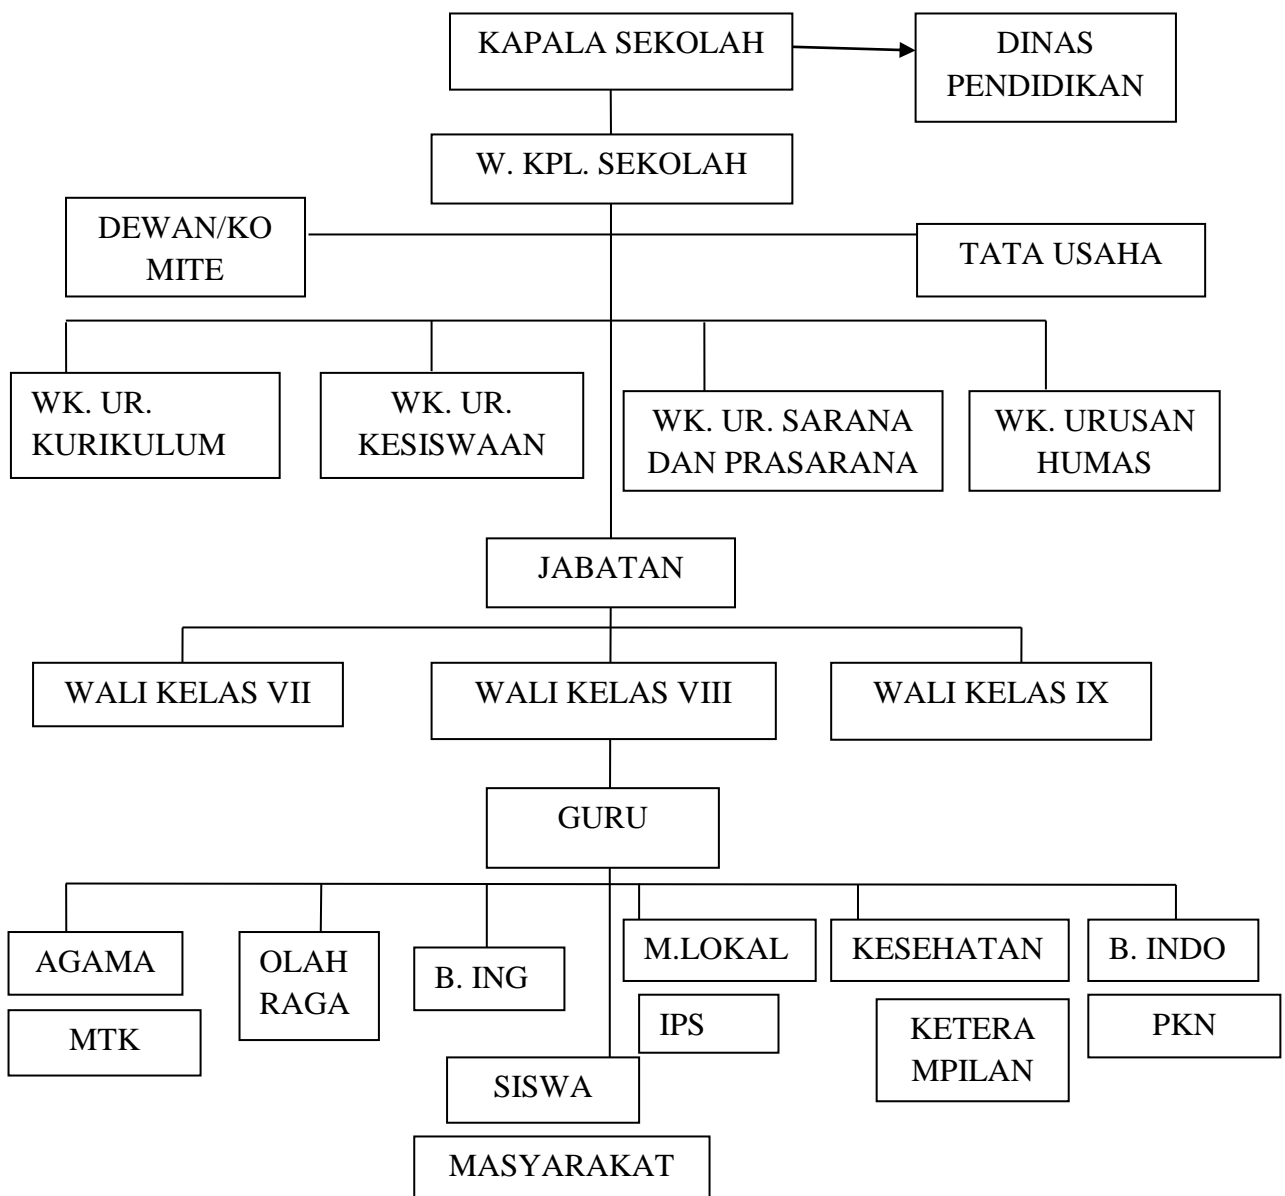 KAPALA SEKOLAH
DINAS
PENDIDIKAN
W. KPL. SEKOLAH
DEWAN/KO
MITE
TATA USAHA
WK. UR.
KURIKULUM
WK. UR.
KESISWAAN
WK. UR. SARANA
DAN PRASARANA
WK. URUSAN
HUMAS
JABATAN
WALI KELAS VII
WALI KELAS VIII
WALI KELAS IX
GURU
AGAMA
OLAH
RAGA
B. ING
M.LOKAL
KESEHATAN
B. INDO
MTK
IPS
KETERA
MPILAN
PKN
SISWA
MASYARAKAT